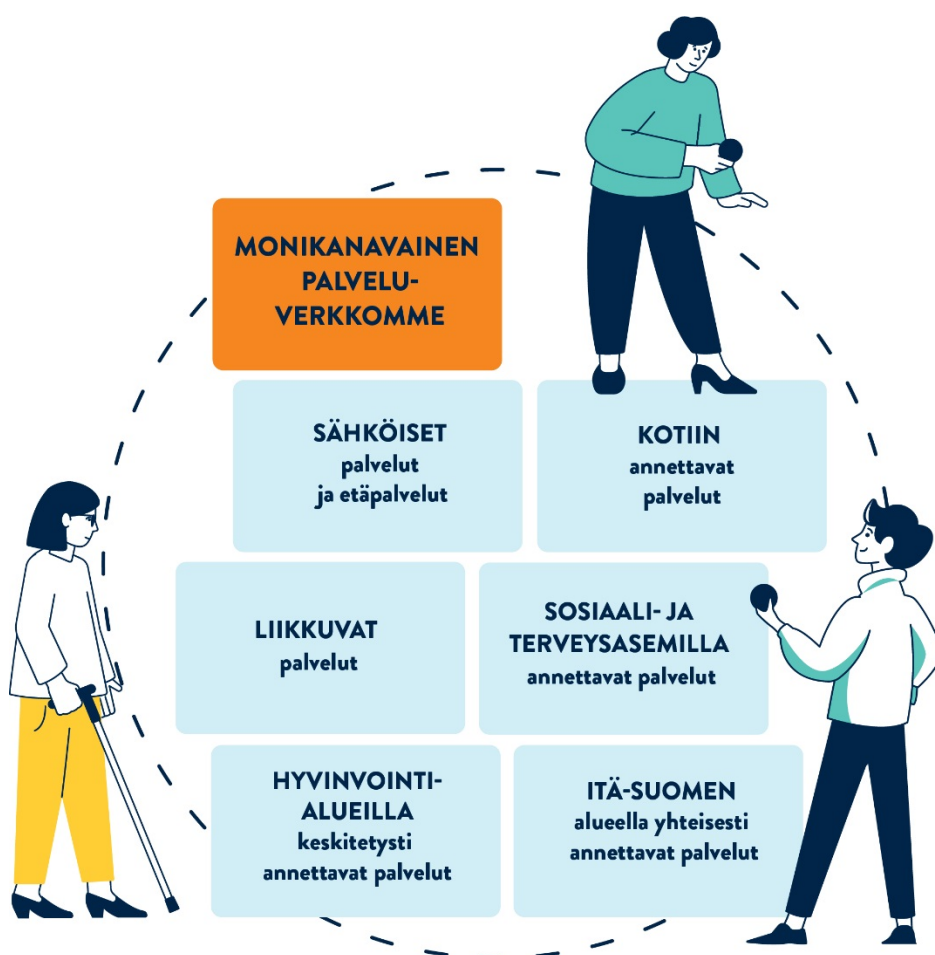 MONIKANAVAINEN
PALVELU-
VERKKOMME
SÄHKÖISET
palvelut
ja etäpalvelut
KOTIIN
annettavat
palvelut
LIIKKUVAT
palvelut
SOSIAALI- JA
TERVEYSASEMILLA
annettavat palvelut
HYVINVOINTI-
ALUEILLA
keskitetysti
annettavat palvelut
ITÄ-SUOMEN
alueella yhteisesti
annettavat palvelut